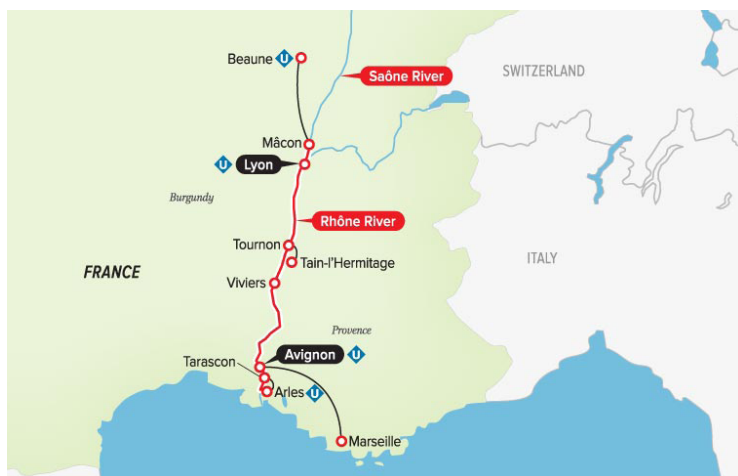 Beaune U
Saône River
SWITZERLAND
Mâcon
U Lyon
Burgundy
Rhône River
Tournon
Tain-l'Hermitage
ITALY
FRANCE
Viviers
Provence
Avignon U
Tarascon
Arles U
Marseille